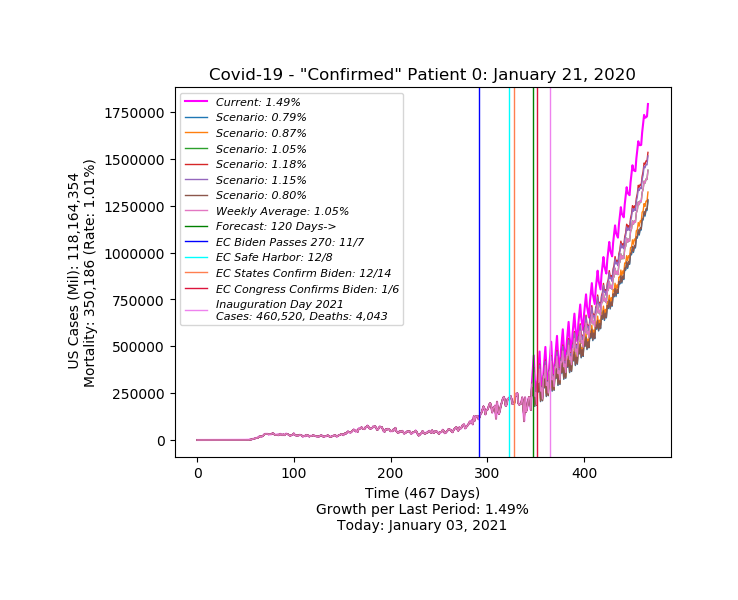 Covid-19 - "Confirmed" Patient 0: January 21, 2020
US Cases (Mil): 118,164,354
Mortality: 350,186 (Rate: 1.01%)
1750000
1500000
1250000
1000000
750000
500000
250000
0
Current: 1.49%
Scenario: 0.79%
Scenario: 0.87%
Scenario: 1.05%
Scenario: 1.18%
Scenario: 1.15%
Scenario: 0.80%
Weekly Average: 1.05%
Forecast: 120 Days->
EC Biden Passes 270: 11/7
EC Safe Harbor: 12/8
EC States Confirm Biden: 12/14
EC Congress Confirms Biden: 1/6
Inauguration Day 2021
Cases: 460,520, Deaths: 4,043
0 100 200 300 400
Time (467 Days)
Growth per Last Period: 1.49%
Today: January 03, 2021